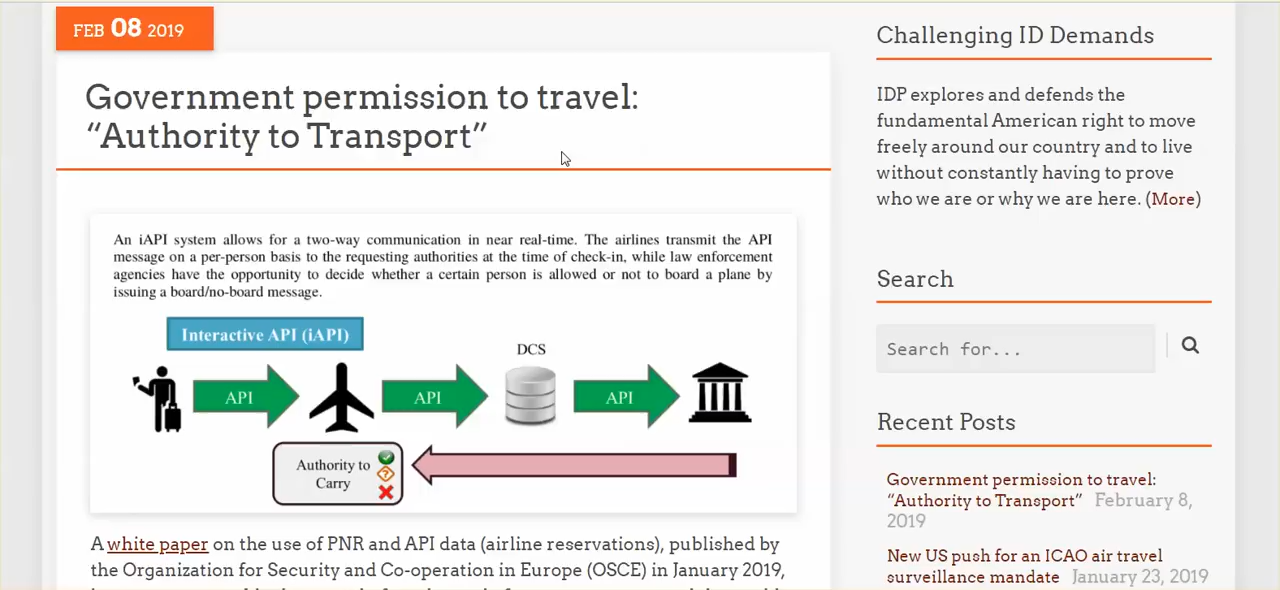 FEB 08 2019
Government permission to travel:
“Authority to Transport”
An iAPI system allows for a two-way communication in near real-time. The airlines transmit the API
message on a per-person basis to the requesting authorities at the time of check-in, while law enforcement
agencies have the opportunity to decide whether a certain person is allowed or not to board a plane by
issuing a board/no-board message.
Interactive API (iAPI)
DCS
API
API
API
Authority to
Carry
A white paper on the use of PNR and API data (airline reservations), published by
the Organization for Security and Co-operation in Europe (OSCE) in January 2019,
Challenging ID Demands
IDP explores and defends the
fundamental American right to move
freely around our country and to live
without constantly having to prove
who we are or why we are here. (More)
Search
Search for...
Recent Posts
Government permission to travel:
“Authority to Transport” February 8,
2019
New US push for an ICAO air travel
surveillance mandate January 23, 2019